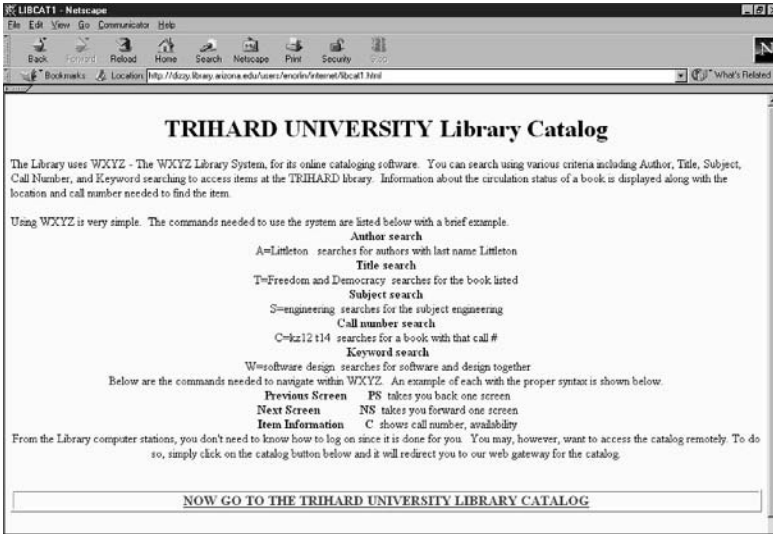 LIBCAT1 - Netscape
File Edit View Go Communicator Help
Back Forward Reload Home Search Netscape Print Security Stop
Bookmarks Location: http://dizzy.library.arizona.edu/users/enorlin/internet/libcat1.html What's Related
N
TRIHARD UNIVERSITY Library Catalog
The Library uses WXYZ - The WXYZ Library System, for its online cataloging software. You can search using various criteria including Author, Title, Subject,
Call Number, and Keyword searching to access items at the TRIHARD library. Information about the circulation status of a book is displayed along with the
location and call number needed to find the item.
Using WXYZ is very simple. The commands needed to use the system are listed below with a brief example.
Author search
A=Littleton searches for authors with last name Littleton
Title search
T=Freedom and Democracy searches for the book listed
Subject search
S=engineering searches for the subject engineering
Call number search
C=kz12 t14 searches for a book with that call #
Keyword search
W=software design searches for software and design together
Below are the commands needed to navigate within WXYZ. An example of each with the proper syntax is shown below.
Previous Screen PS takes you back one screen
Next Screen NS takes you forward one screen
Item Information C shows call number, availability
From the Library computer stations, you don't need to know how to log on since it is done for you. You may, however, want to access the catalog remotely. To do
so, simply click on the catalog button below and it will redirect you to our web gateway for the catalog.
NOW GO TO THE TRIHARD UNIVERSITY LIBRARY CATALOG